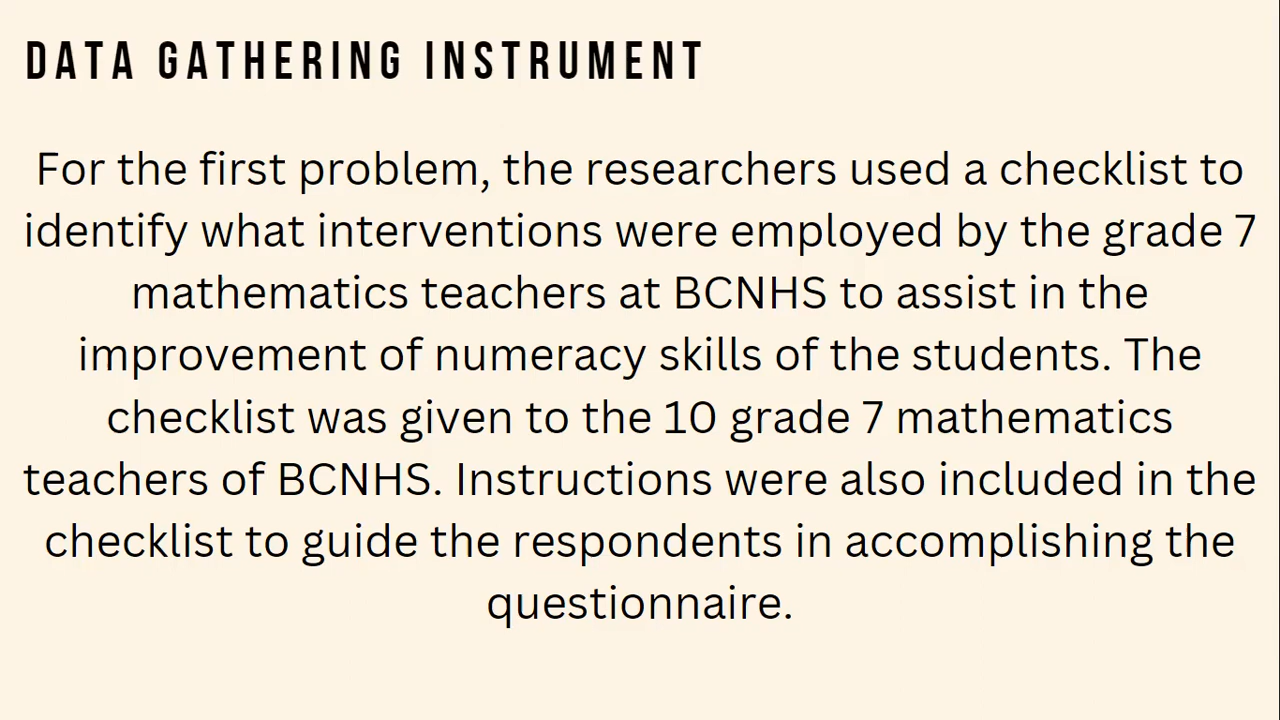 DATA GATHERING INSTRUMENT
For the first problem, the researchers used a checklist to
identify what interventions were employed by the grade 7
mathematics teachers at BCNHS to assist in the
improvement of numeracy skills of the students. The
checklist was given to the 10 grade 7 mathematics
teachers of BCNHS. Instructions were also included in the
checklist to guide the respondents in accomplishing the
questionnaire.